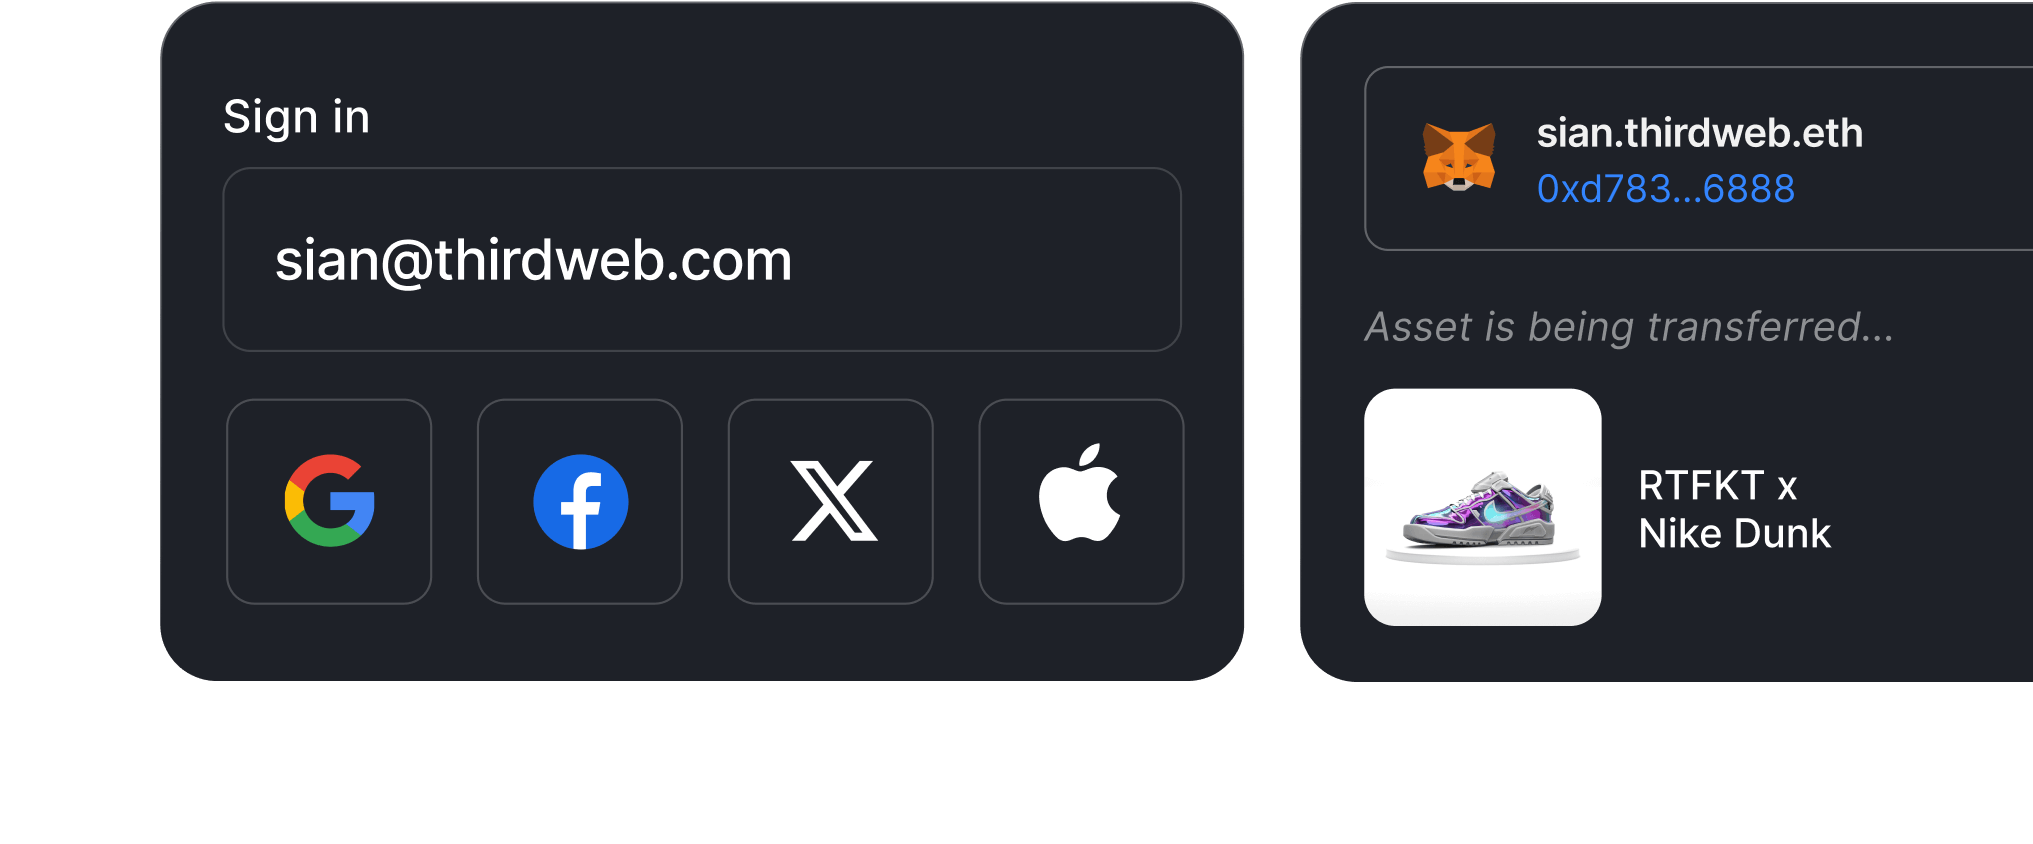 Sign in
sian@thirdweb.com
sian.thirdweb.eth
0xd783...6888
Asset is being transferred...
RTFKT x
Nike Dunk